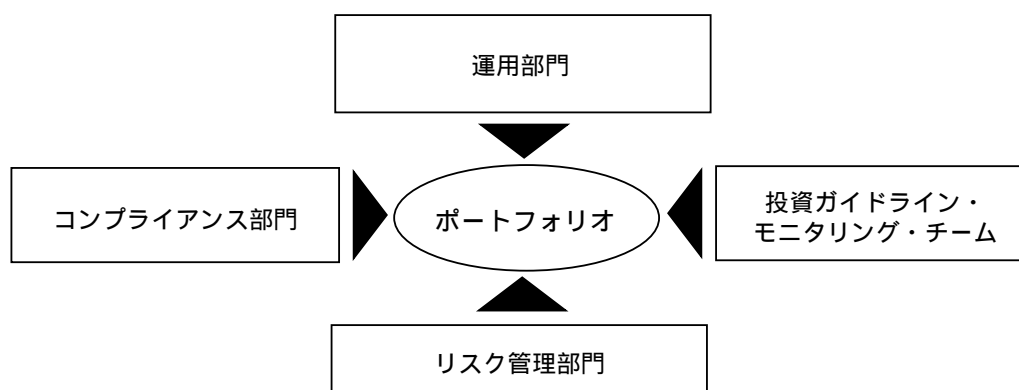 運用部門
コンプライアンス部門
ポートフォリオ
投資ガイドライン・
モニタリング・チーム
リスク管理部門